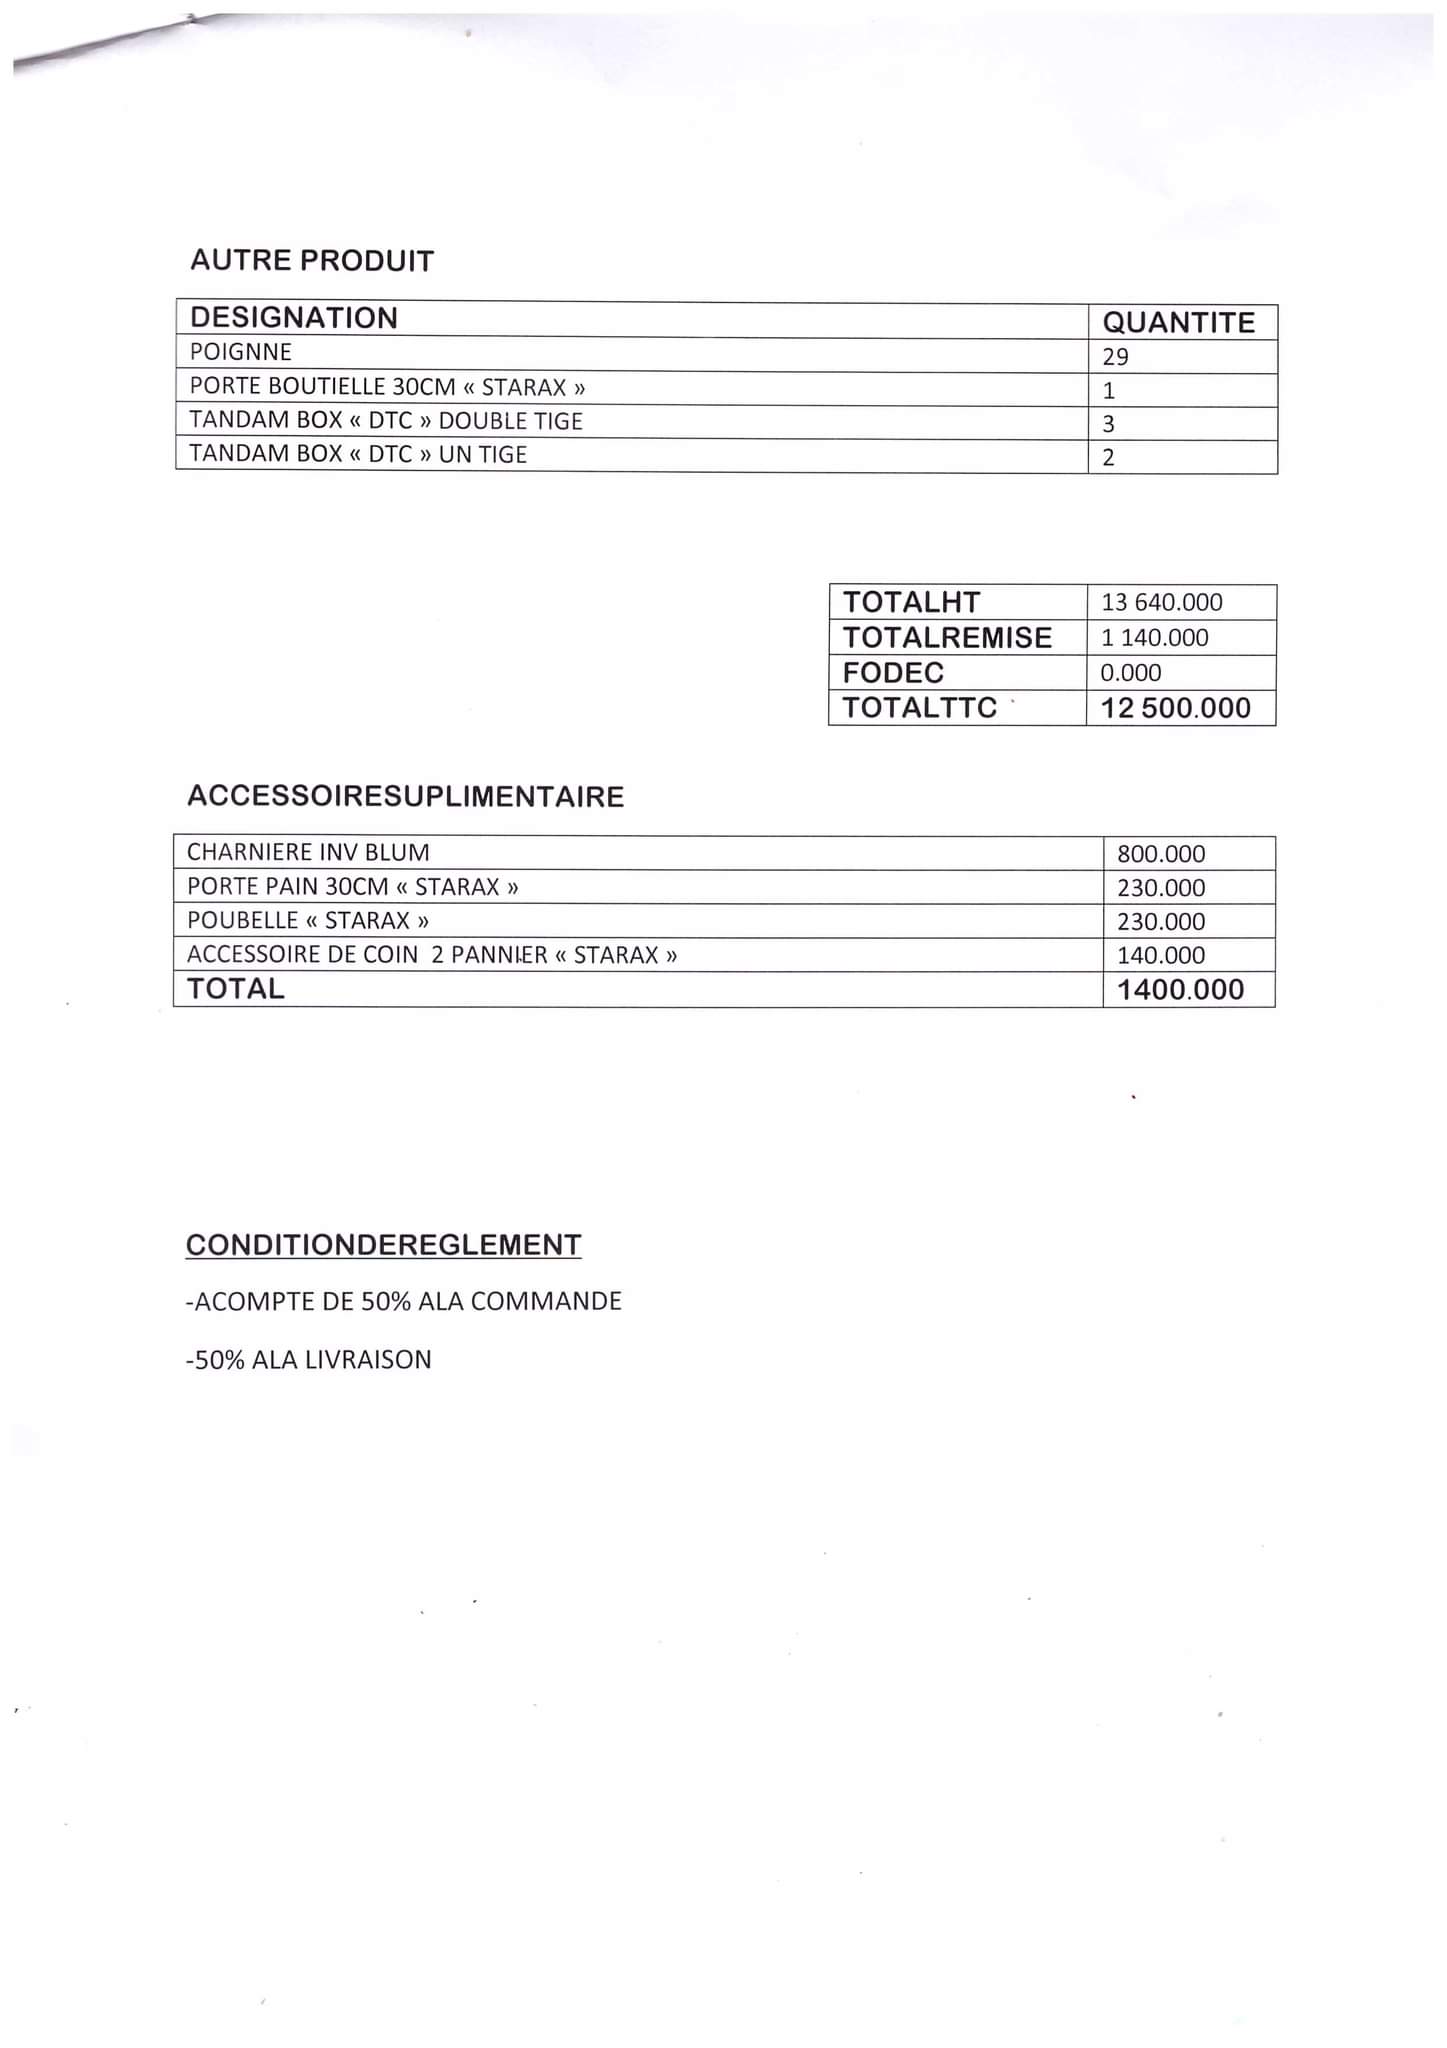 AUTRE PRODUIT
DESIGNATION QUANTITE
POIGNNE 29
PORTE BOUTIELLE 30CM « STARAX » 1
TANDAM BOX « DTC » DOUBLE TIGE 3
TANDAM BOX « DTC » UN TIGE 2
TOTALHT 13 640.000
TOTALREMISE 1 140.000
FODEC 0.000
TOTALTTC 12 500.000
ACCESSOIRESUPLIMENTAIRE
CHARNIERE INV BLUM 800.000
PORTE PAIN 30CM « STARAX » 230.000
POUBELLE « STARAX » 230.000
ACCESSOIRE DE COIN 2 PANNIER « STARAX » 140.000
TOTAL 1400.000
CONDITIONDEREGLEMENT
-ACOMPTE DE 50% ALA COMMANDE
-50% ALA LIVRAISON